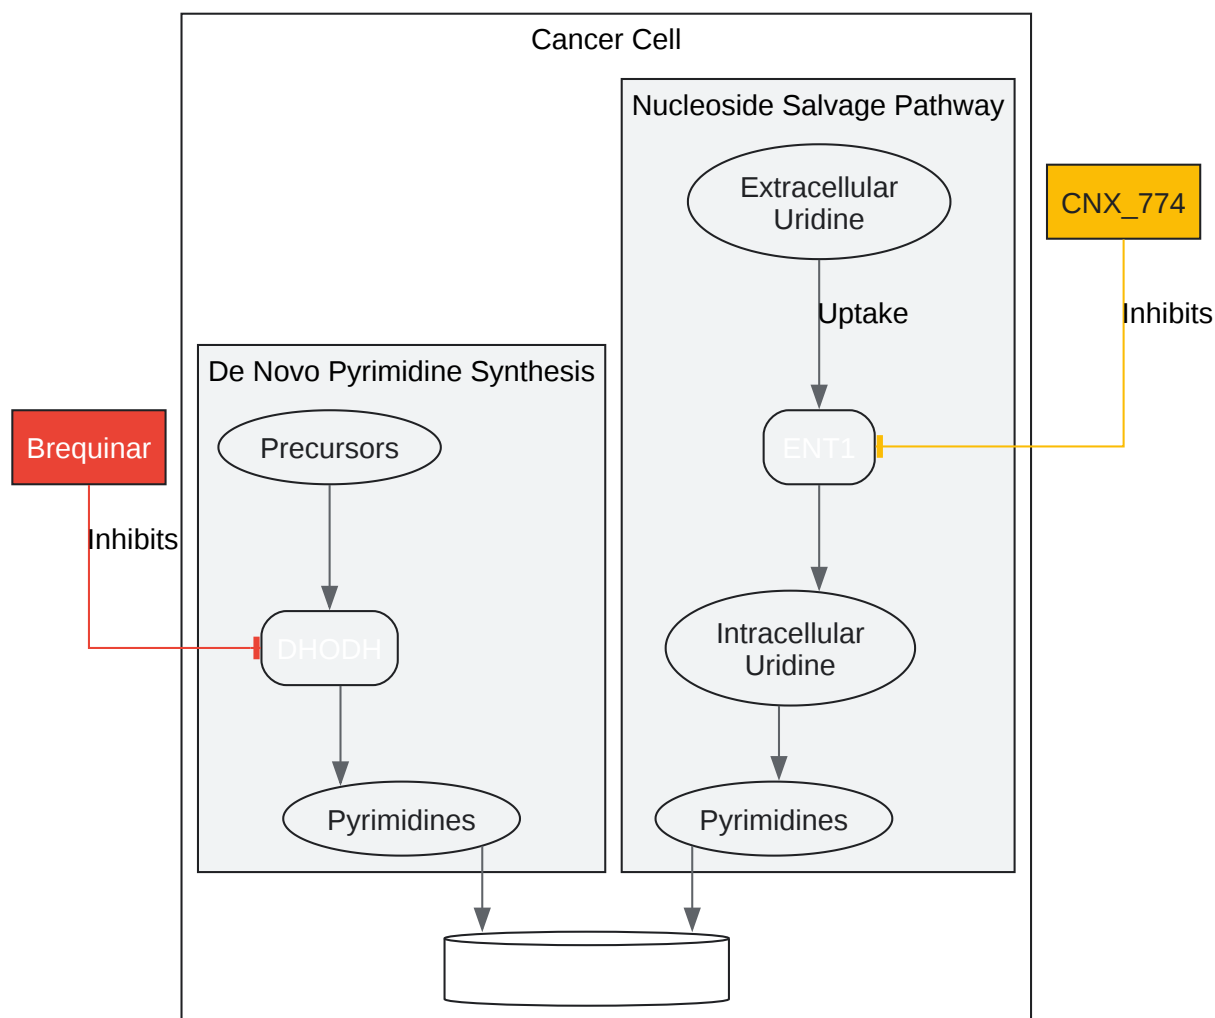 Cancer Cell
Nucleoside Salvage Pathway
Extracellular
Uridine
CNX_774
Uptake
Inhibits
De Novo Pyrimidine Synthesis
Brequinar
Precursors
ENT1
Inhibits
DHODH
Intracellular
Uridine
Pyrimidines
Pyrimidines